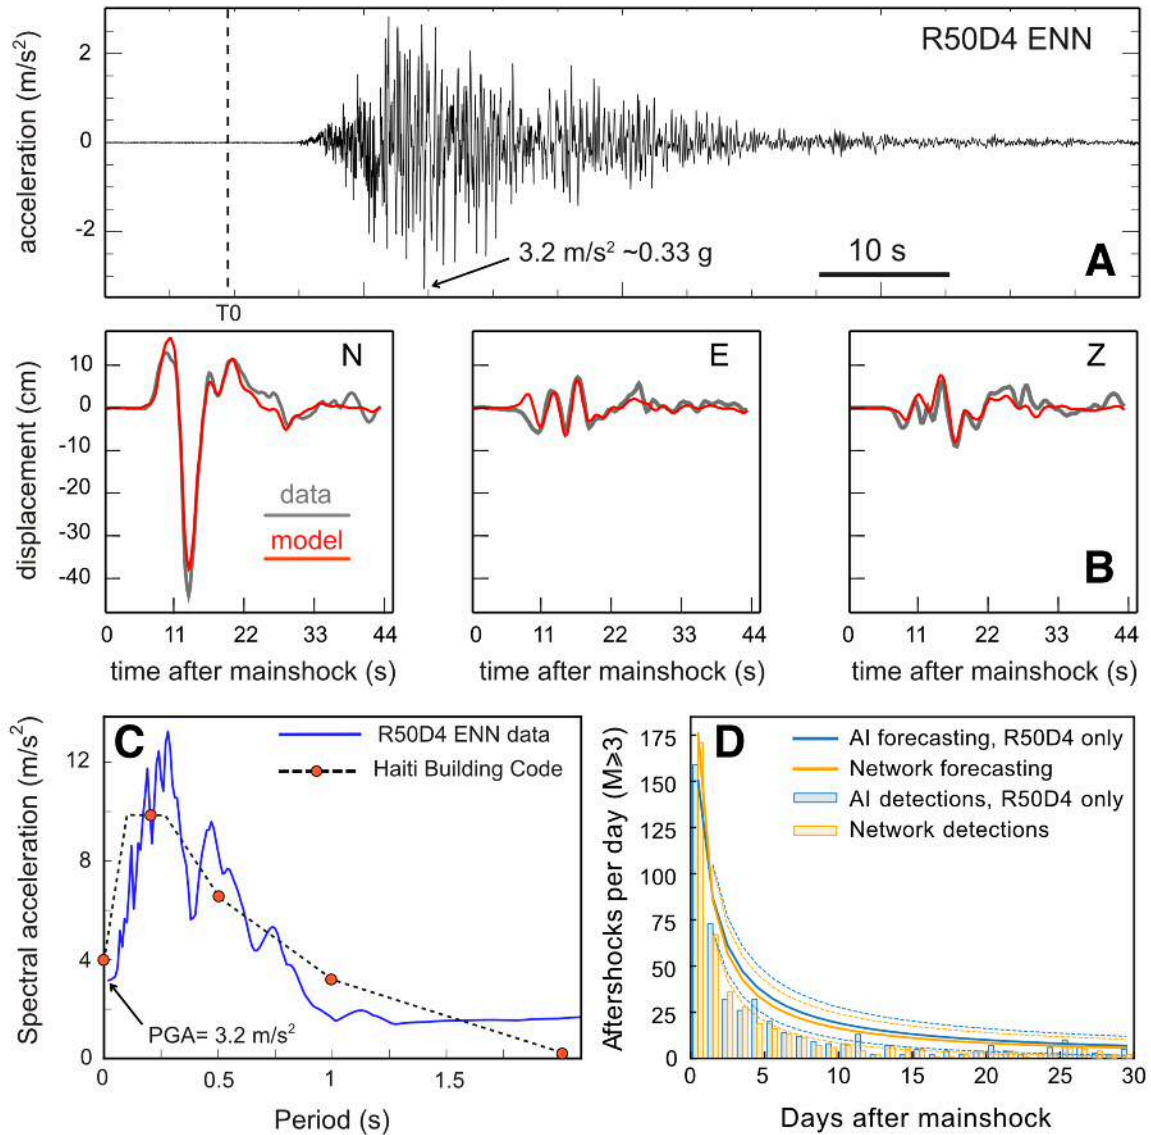 R50D4 ENN
acceleration (m/s²)
2
0
-2
3.2 m/s² ~0.33 g
10 s
A
T0
displacement (cm)
10
0
-10
-20
-30
-40
N
data
model
E
Z
B
0 11 22 33 44
0 11 22 33 44
0 11 22 33 44
time after mainshock (s)
time after mainshock (s)
time after mainshock (s)
Spectral acceleration (m/s²)
12
8
4
0
C
R50D4 ENN data
Haiti Building Code
PGA= 3.2 m/s²
0 0.5 1 1.5
Period (s)
Aftershocks per day (M⩾3)
175
150
125
100
75
50
25
0
D
AI forecasting, R50D4 only
Network forecasting
AI detections, R50D4 only
Network detections
0 5 10 15 20 25 30
Days after mainshock